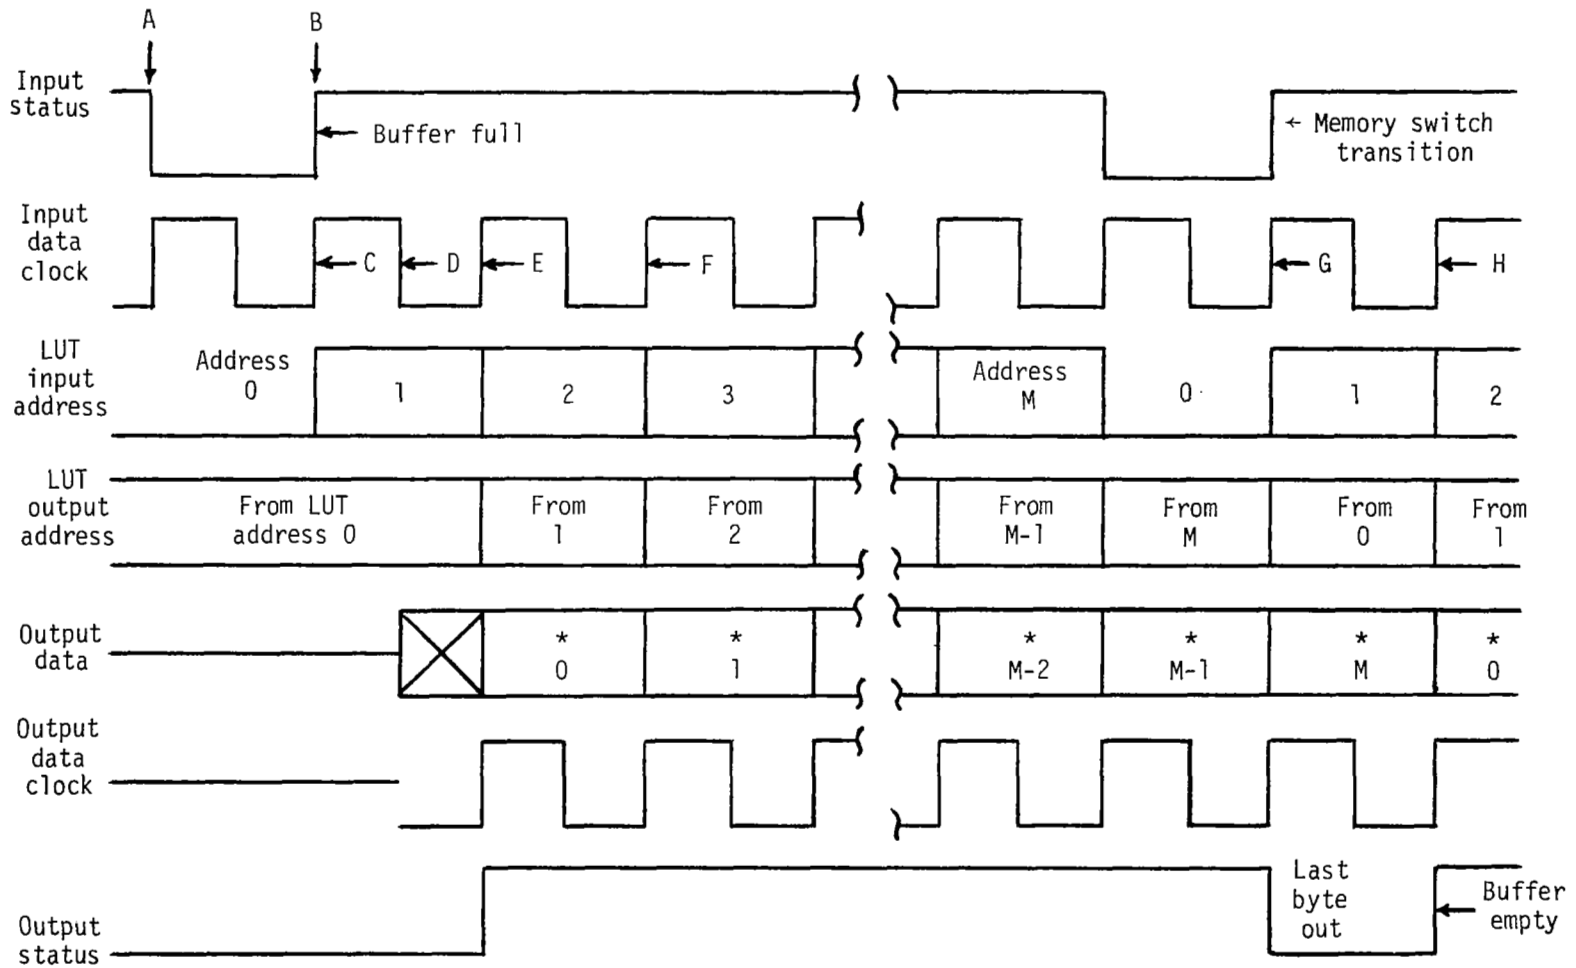 A
B
Input
status
Buffer full
← Memory switch
transition
Input
data
clock
C
D
E
F
G
H
LUT
input
address
Address
0
1
2
3
Address
M
0
1
2
LUT
output
address
From LUT
address 0
From
1
From
2
From
M-1
From
M
From
0
From
1
Output
data
*
0
*
1
*
M-2
*
M-1
*
M
*
0
Output
data
clock
Output
status
Last
byte
out
Buffer
empty